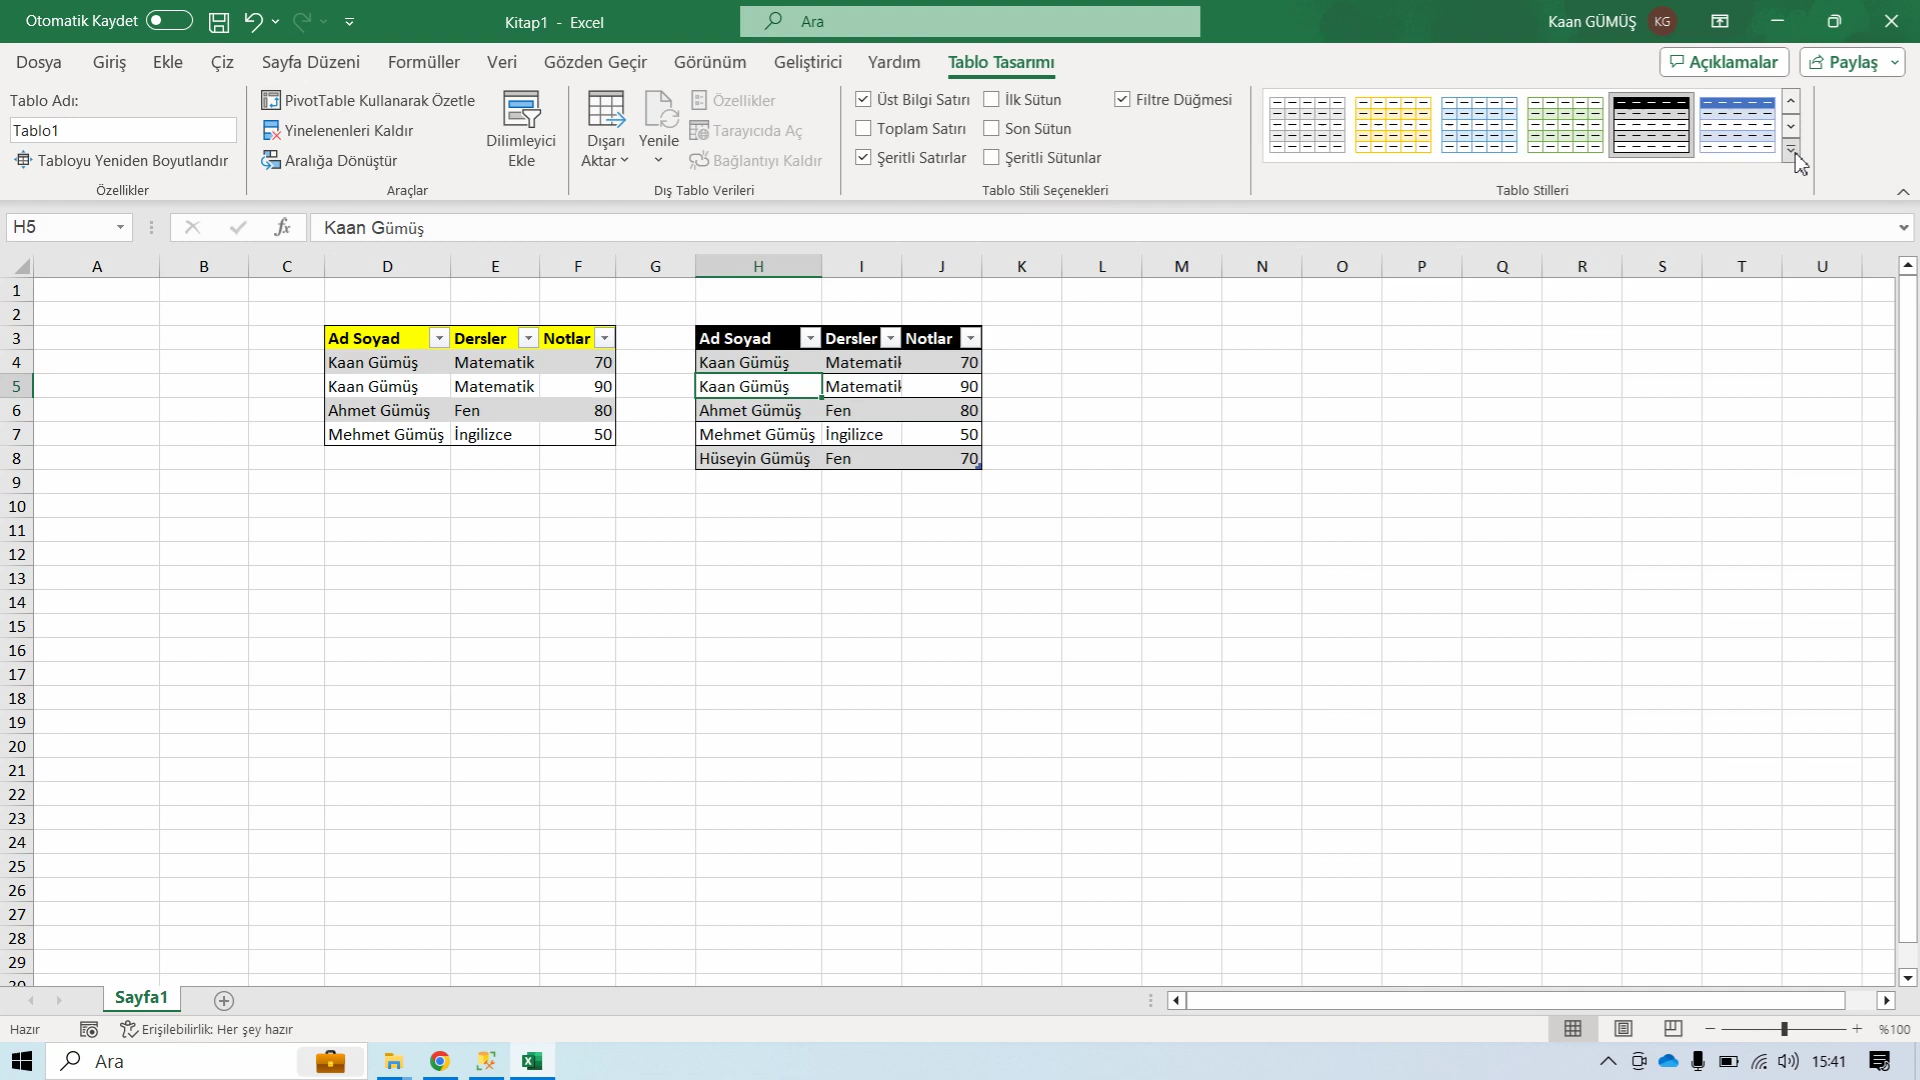 Otomatik Kaydet
Kitap1 - Excel
Ara
Kaan GÜMÜŞ KG
Dosya Giriş Ekle Çiz Sayfa Düzeni Formüller Veri Gözden Geçir Görünüm Geliştirici Yardım Tablo Tasarımı
Açıklamalar Paylaş
Tablo Adı:
Tablo1
Tabloyu Yeniden Boyutlandır
Özellikler
PivotTable Kullanarak Özetle
Yinelenenleri Kaldır
Aralığa Dönüştür
Dilimleyici
Ekle
Araçlar
Dışarı
Aktar
Yenile
Özellikler
Tarayıcıda Aç
Bağlantıyı Kaldır
Dış Tablo Verileri
Üst Bilgi Satırı İlk Sütun Filtre Düğmesi
Toplam Satırı Son Sütun
Şeritli Satırlar Şeritli Sütunlar
Tablo Stili Seçenekleri
Tablo Stilleri
H5 fx Kaan Gümüş
A B C D E F G H I J K L M N O P Q R S T U
1
2
3 Ad Soyad Dersler Notlar Ad Soyad Dersler Notlar
4 Kaan Gümüş Matematik 70 Kaan Gümüş Matematik 70
5 Kaan Gümüş Matematik 90 Kaan Gümüş Matematik 90
6 Ahmet Gümüş Fen 80 Ahmet Gümüş Fen 80
7 Mehmet Gümüş İngilizce 50 Mehmet Gümüş İngilizce 50
8 Hüseyin Gümüş Fen 70
9
10
11
12
13
14
15
16
17
18
19
20
21
22
23
24
25
26
27
28
29
30
Sayfa1
Hazır Erişilebilirlik: Her şey hazır %100
Ara 15:41